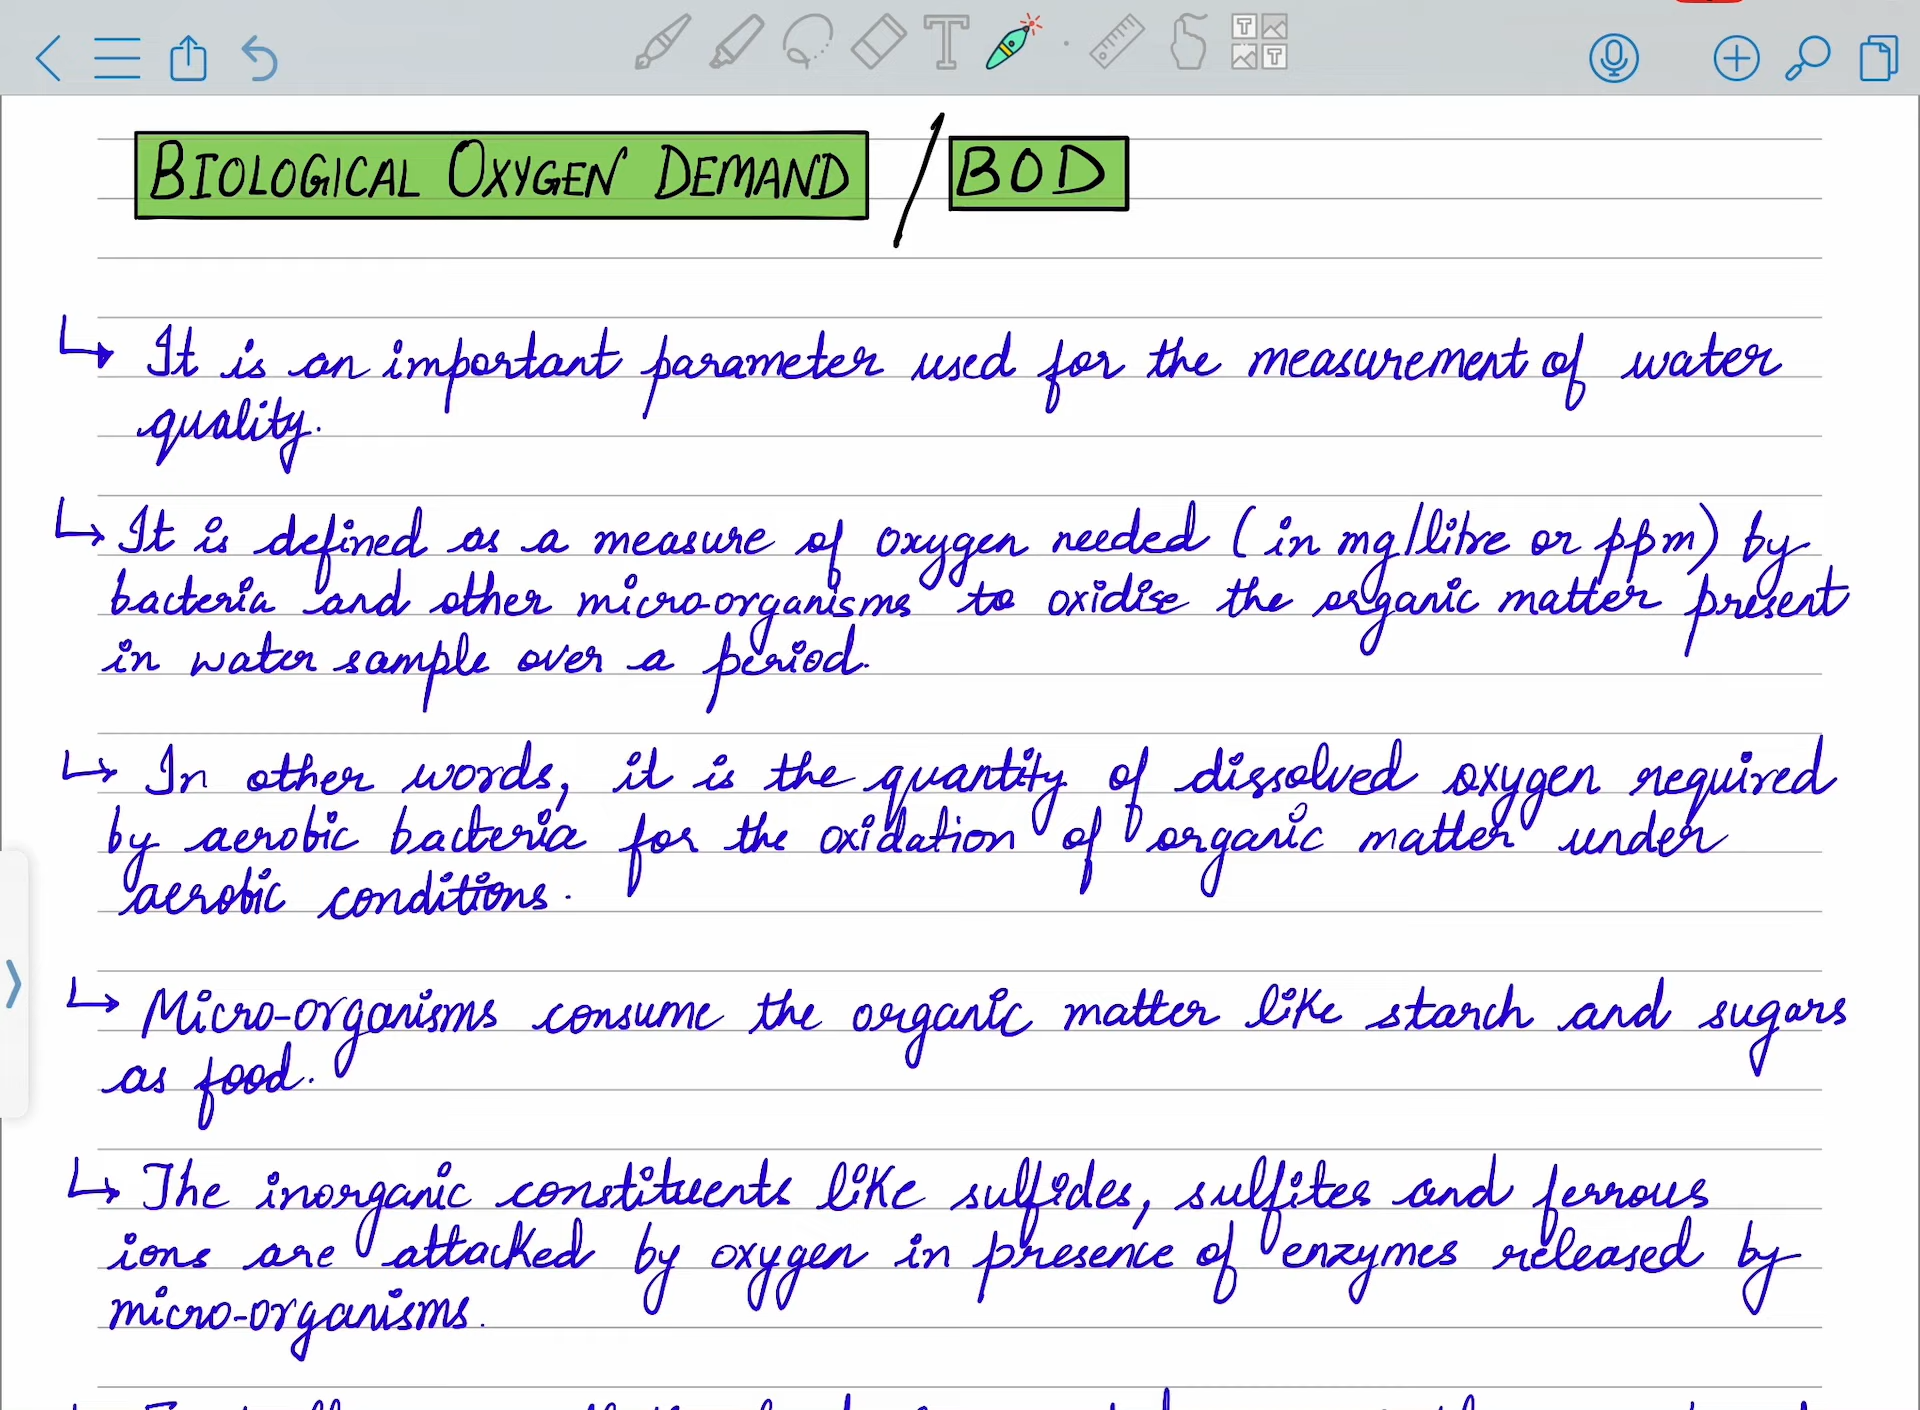 BIOLOGICAL OXYGEN DEMAND / BOD
↳ It is an important parameter used for the measurement of water
quality.
↳ It is defined as a measure of oxygen needed (in mg/litre or ppm) by
bacteria and other micro-organisms to oxidise the organic matter present
in water sample over a period.
↳ In other words, it is the quantity of dissolved oxygen required
by aerobic bacteria for the oxidation of organic matter under
aerobic conditions.
↳ Micro-organisms consume the organic matter like starch and sugars
as food.
↳ The inorganic constituents like sulfides, sulfites and ferrous
ions are attacked by oxygen in presence of enzymes released by
micro-organisms.